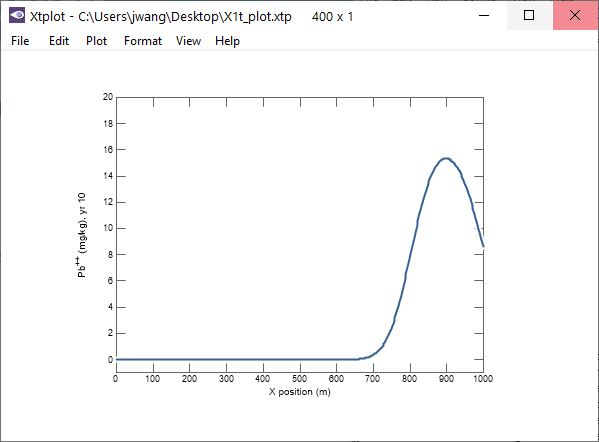 Xtplot - C:\Users\jwang\Desktop\X1t_plot.xtp 400 x 1
File Edit Plot Format View Help
20
18
16
14
12
10
8
6
4
2
0
Pb++ (mg/kg), yr 10
0 100 200 300 400 500 600 700 800 900 1000
X position (m)